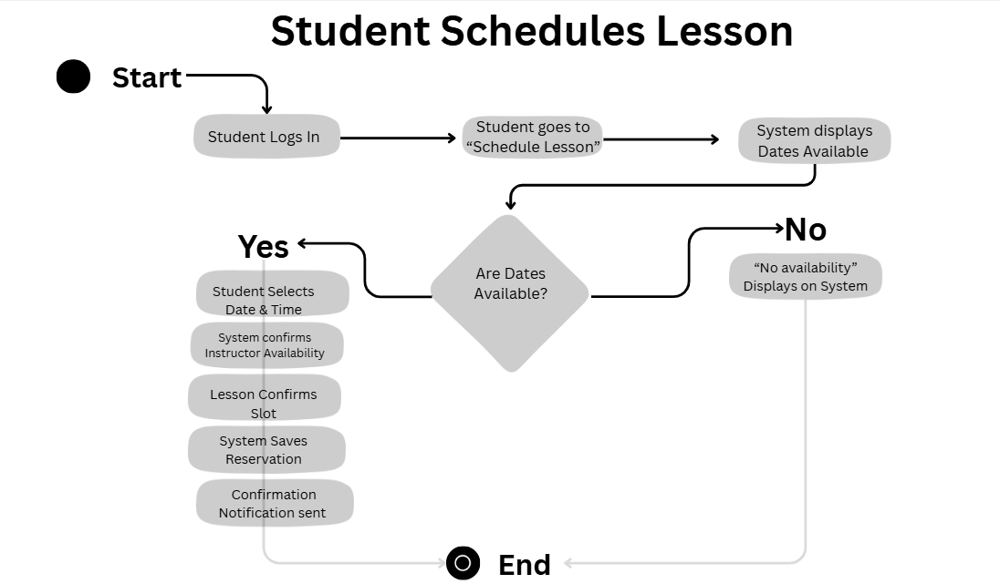 Student Schedules Lesson
Start
Student Logs In
Student goes to
“Schedule Lesson”
System displays
Dates Available
Are Dates
Available?
Yes
Student Selects
Date & Time
System confirms
Instructor Availability
Lesson Confirms
Slot
System Saves
Reservation
Confirmation
Notification sent
No
“No availability”
Displays on System
End